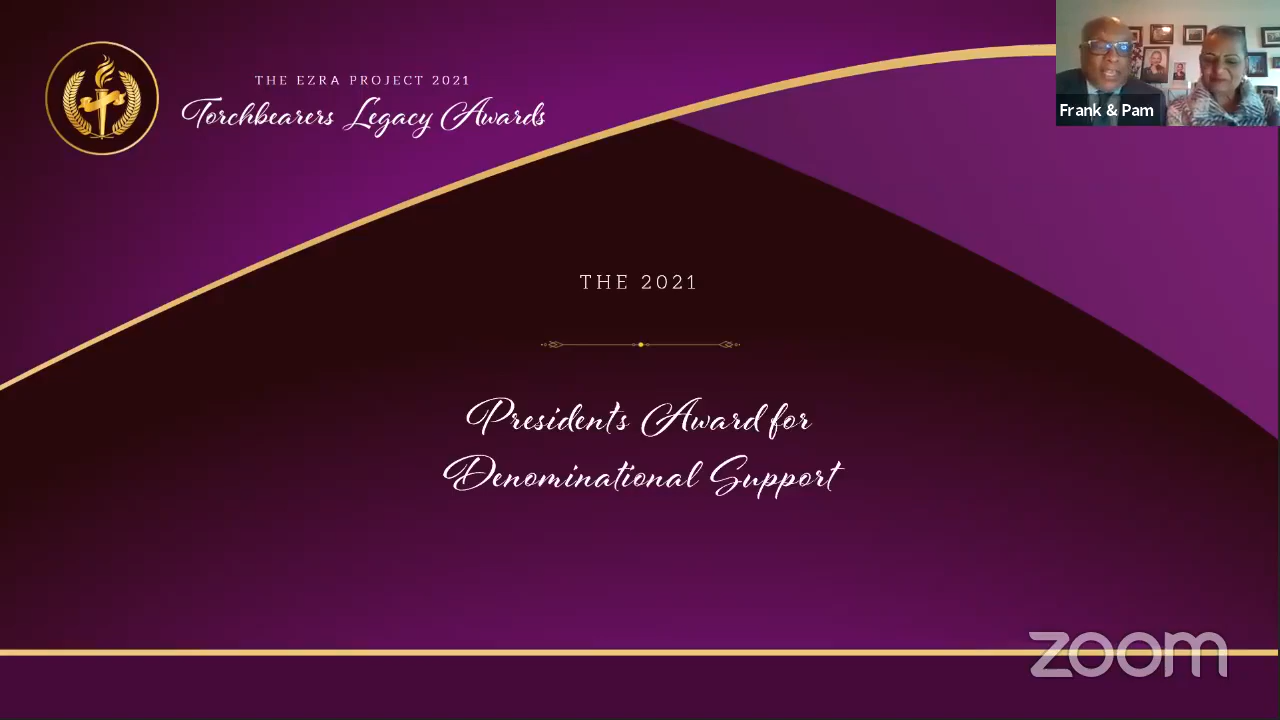 THE EZRA PROJECT 2021
Torchbearers Legacy Awards
Frank & Pam
THE 2021
Presidents Award for
Denominational Support
zoom